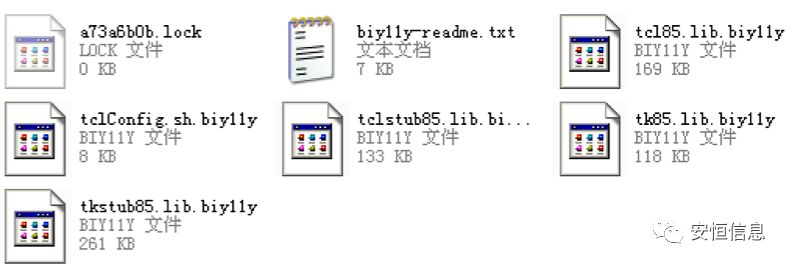 a73a6b0b.lock
LOCK 文件
0 KB
biy11y-readme.txt
文本文档
7 KB
tcl85.lib.biy11y
BIY11Y 文件
169 KB
tclConfig.sh.biy11y
BIY11Y 文件
8 KB
tclstub85.lib.bi...
BIY11Y 文件
133 KB
tk85.lib.biy11y
BIY11Y 文件
118 KB
tkstub85.lib.biy11y
BIY11Y 文件
261 KB
安恒信息